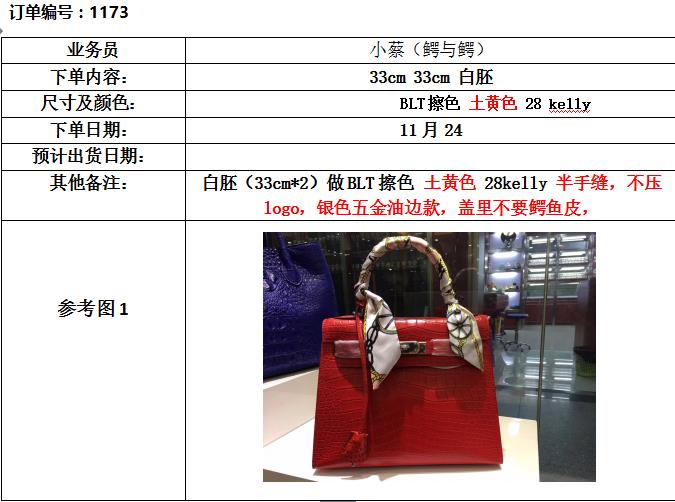 订单编号：1173
业务员
小蔡（鳄与鳄）
下单内容：
33cm 33cm 白胚
尺寸及颜色：
BLT擦色 土黄色 28 kelly
下单日期：
11月24
预计出货日期：
其他备注：
白胚（33cm*2）做BLT擦色 土黄色 28kelly 半手缝，不压
logo，银色五金油边款，盖里不要鳄鱼皮，
参考图1